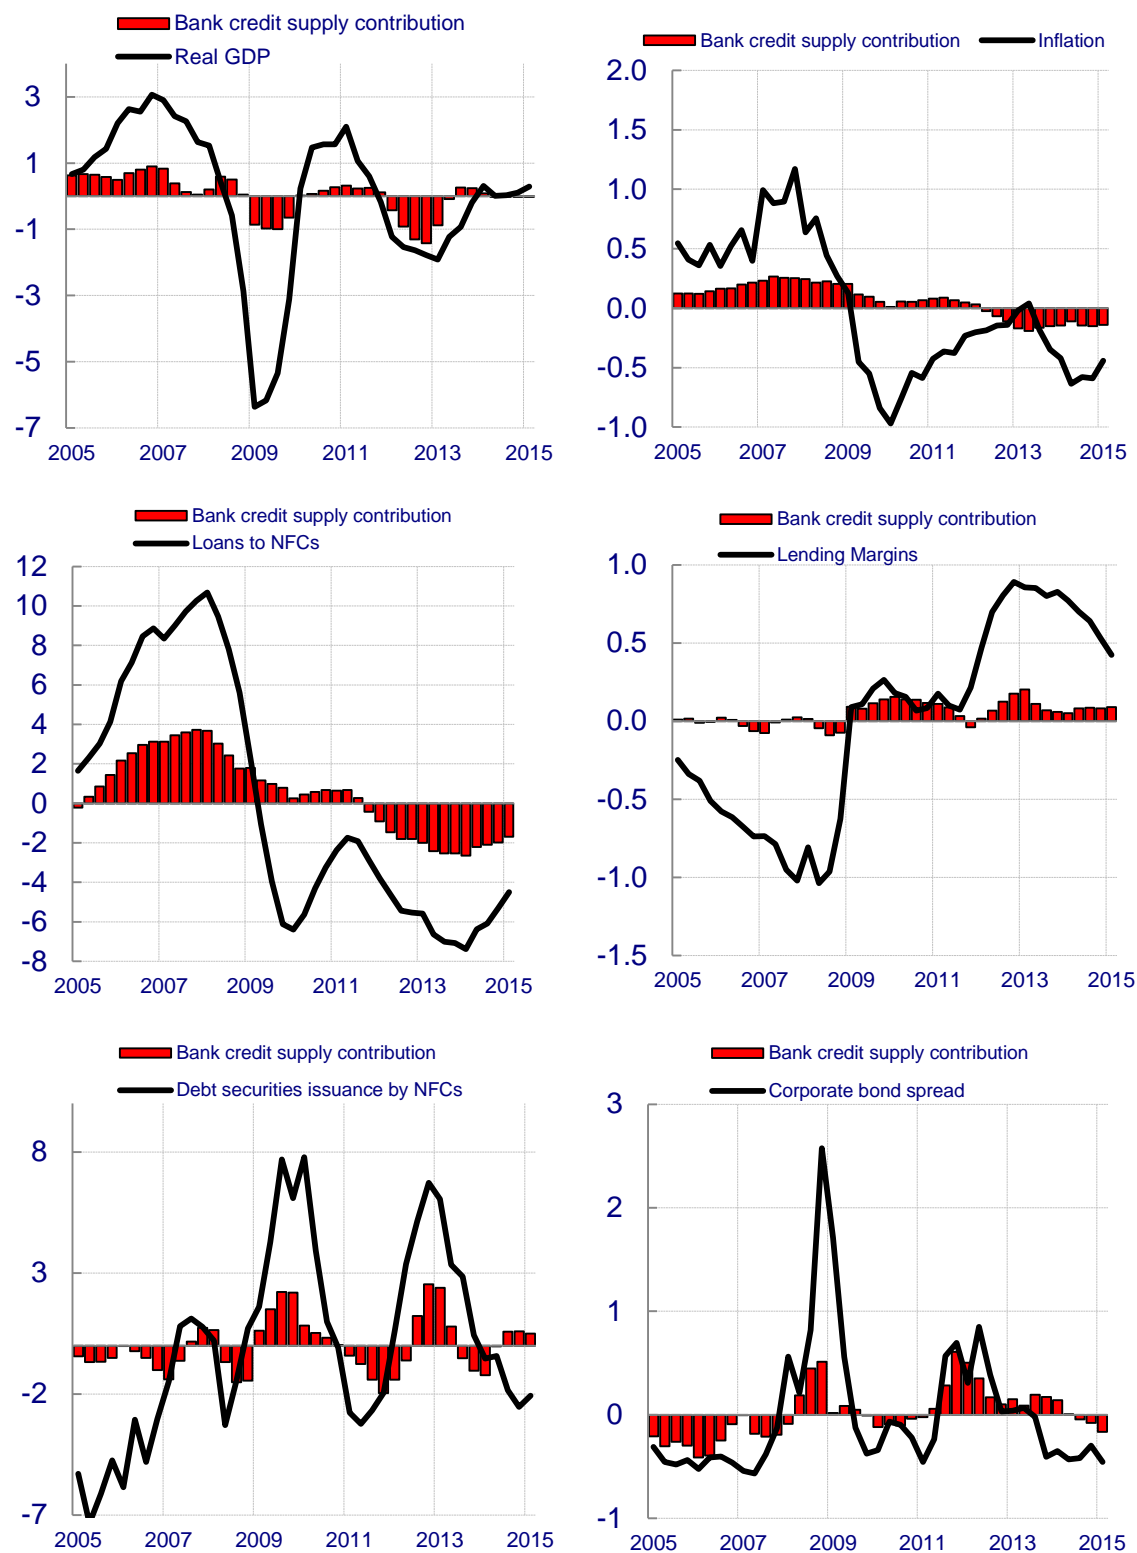 Bank credit supply contribution
Real GDP
3
1
-1
-3
-5
-7
2005 2007 2009 2011 2013 2015
Bank credit supply contribution Inflation
2.0
1.5
1.0
0.5
0.0
-0.5
-1.0
2005 2007 2009 2011 2013 2015
Bank credit supply contribution
Loans to NFCs
12
10
8
6
4
2
0
-2
-4
-6
-8
2005 2007 2009 2011 2013 2015
Bank credit supply contribution
Lending Margins
1.0
0.5
0.0
-0.5
-1.0
-1.5
2005 2007 2009 2011 2013 2015
Bank credit supply contribution
Debt securities issuance by NFCs
8
3
-2
-7
2005 2007 2009 2011 2013 2015
Bank credit supply contribution
Corporate bond spread
3
2
1
0
-1
2005 2007 2009 2011 2013 2015